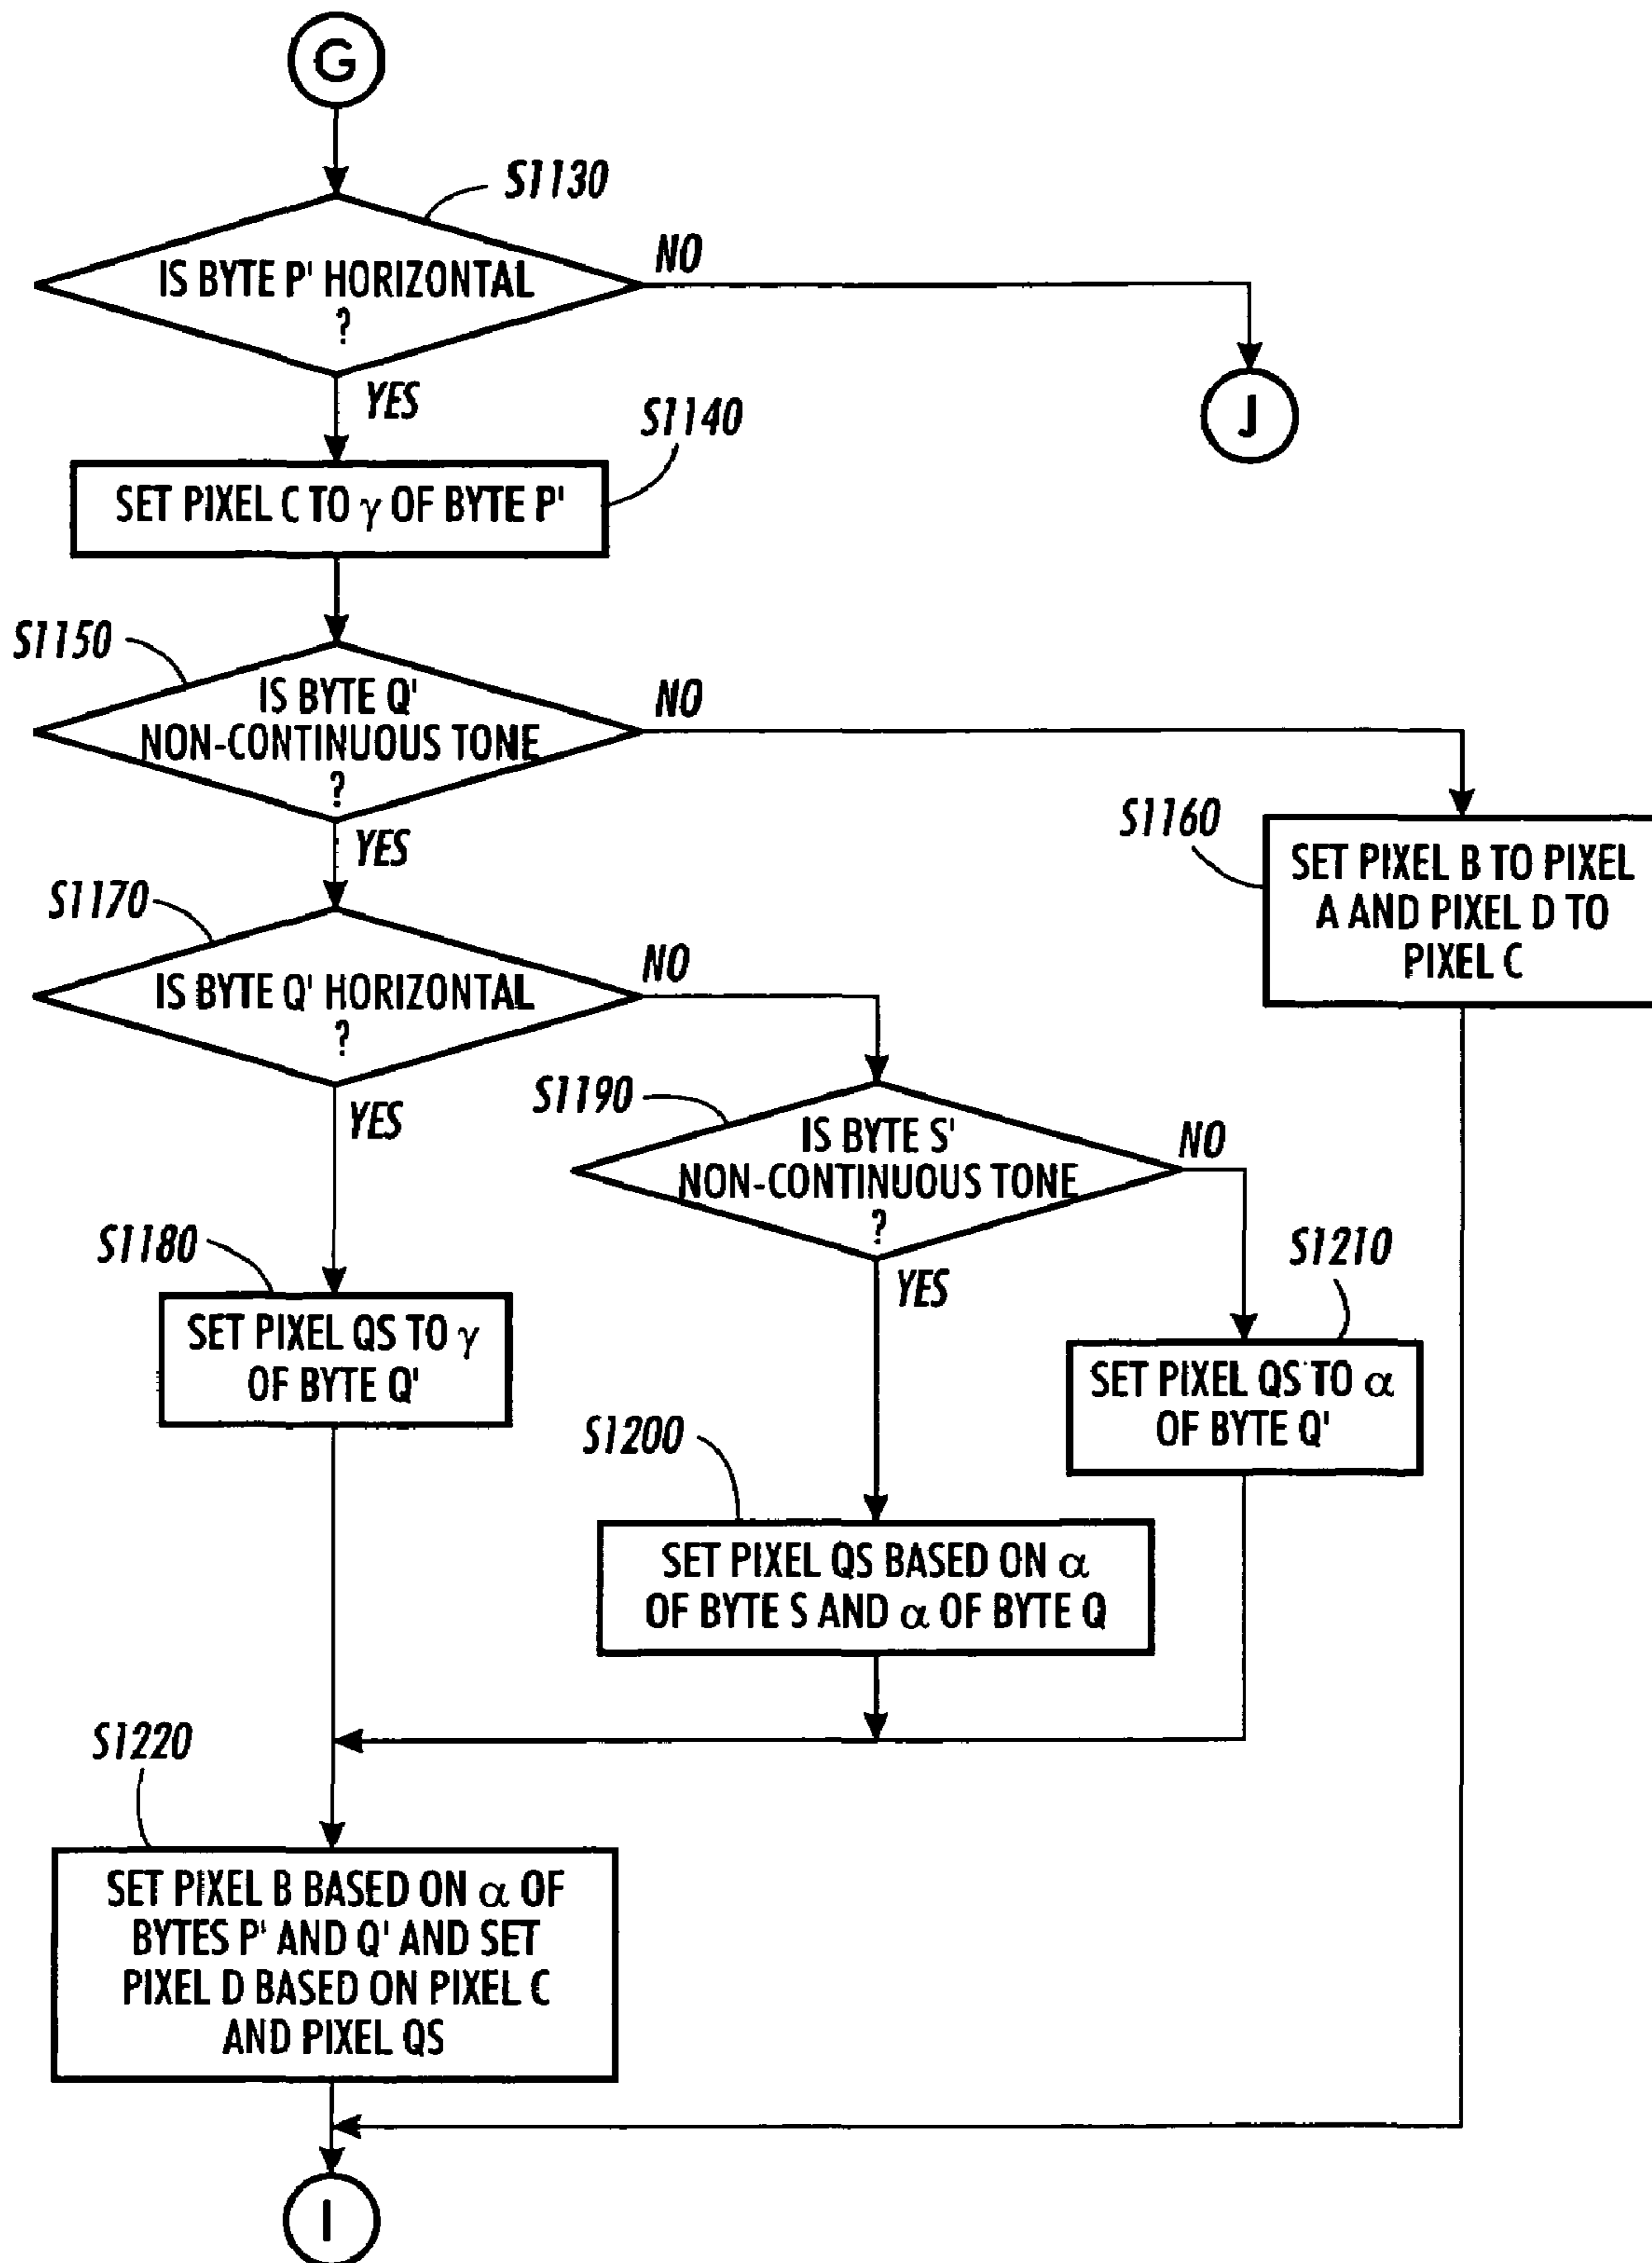 G
S1130
IS BYTE P' HORIZONTAL
?
NO
J
YES
S1140
SET PIXEL C TO γ OF BYTE P'
S1150
IS BYTE Q'
NON-CONTINUOUS TONE
?
NO
S1160
SET PIXEL B TO PIXEL
A AND PIXEL D TO
PIXEL C
YES
S1170
IS BYTE Q' HORIZONTAL
?
NO
S1190
IS BYTE S'
NON-CONTINUOUS TONE
?
NO
YES
S1180
SET PIXEL QS TO γ
OF BYTE Q'
YES
S1210
SET PIXEL QS TO α
OF BYTE Q'
S1200
SET PIXEL QS BASED ON α
OF BYTE S AND α OF BYTE Q
S1220
SET PIXEL B BASED ON α OF
BYTES P' AND Q' AND SET
PIXEL D BASED ON PIXEL C
AND PIXEL QS
I